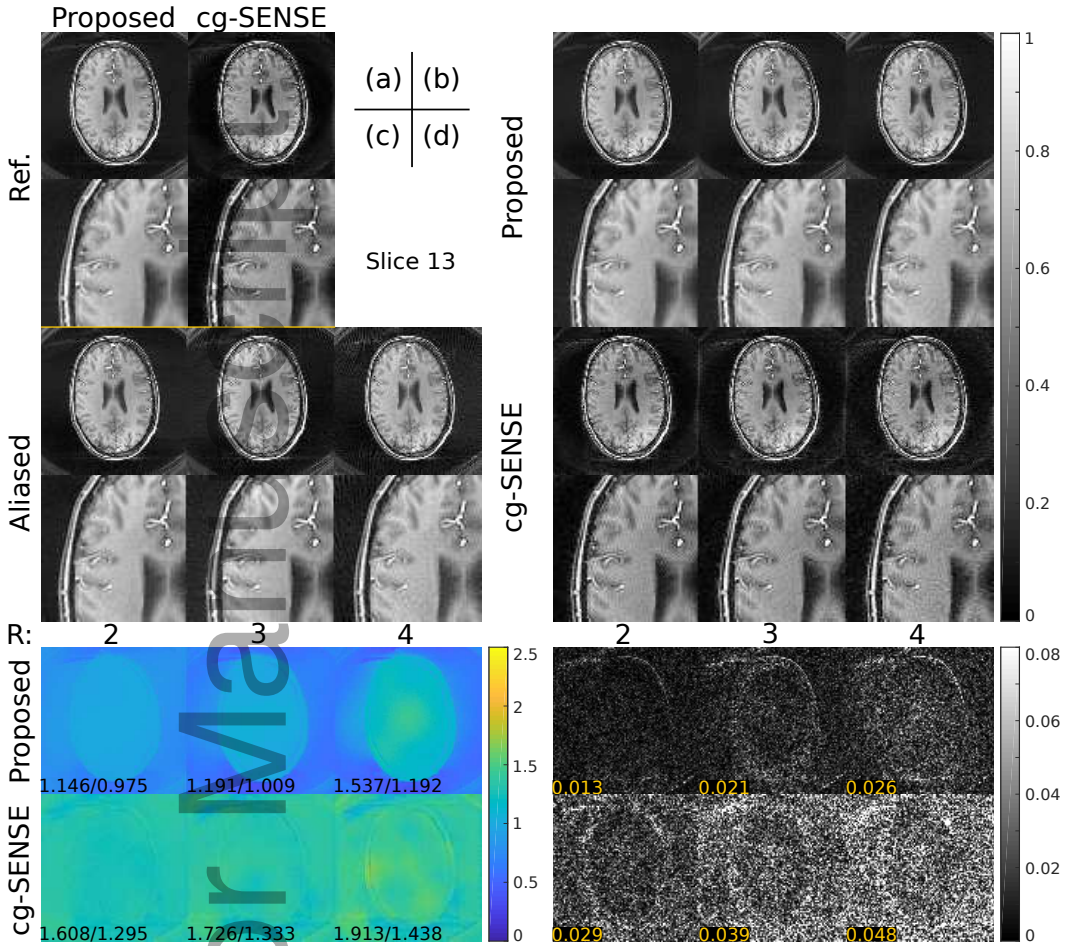 Proposed cg-SENSE
(a) (b)
(c) (d)
Ref.
Slice 13
Aliased
Proposed
cg-SENSE
1
0.8
0.6
0.4
0.2
0
R: 2 3 4
2 3 4
Proposed
1.146/0.975 1.191/1.009 1.537/1.192
cg-SENSE
1.608/1.295 1.726/1.333 1.913/1.438
2.5
2
1.5
1
0.5
0
0.013 0.021 0.026
0.029 0.039 0.048
0.08
0.06
0.04
0.02
0
or Manuscript